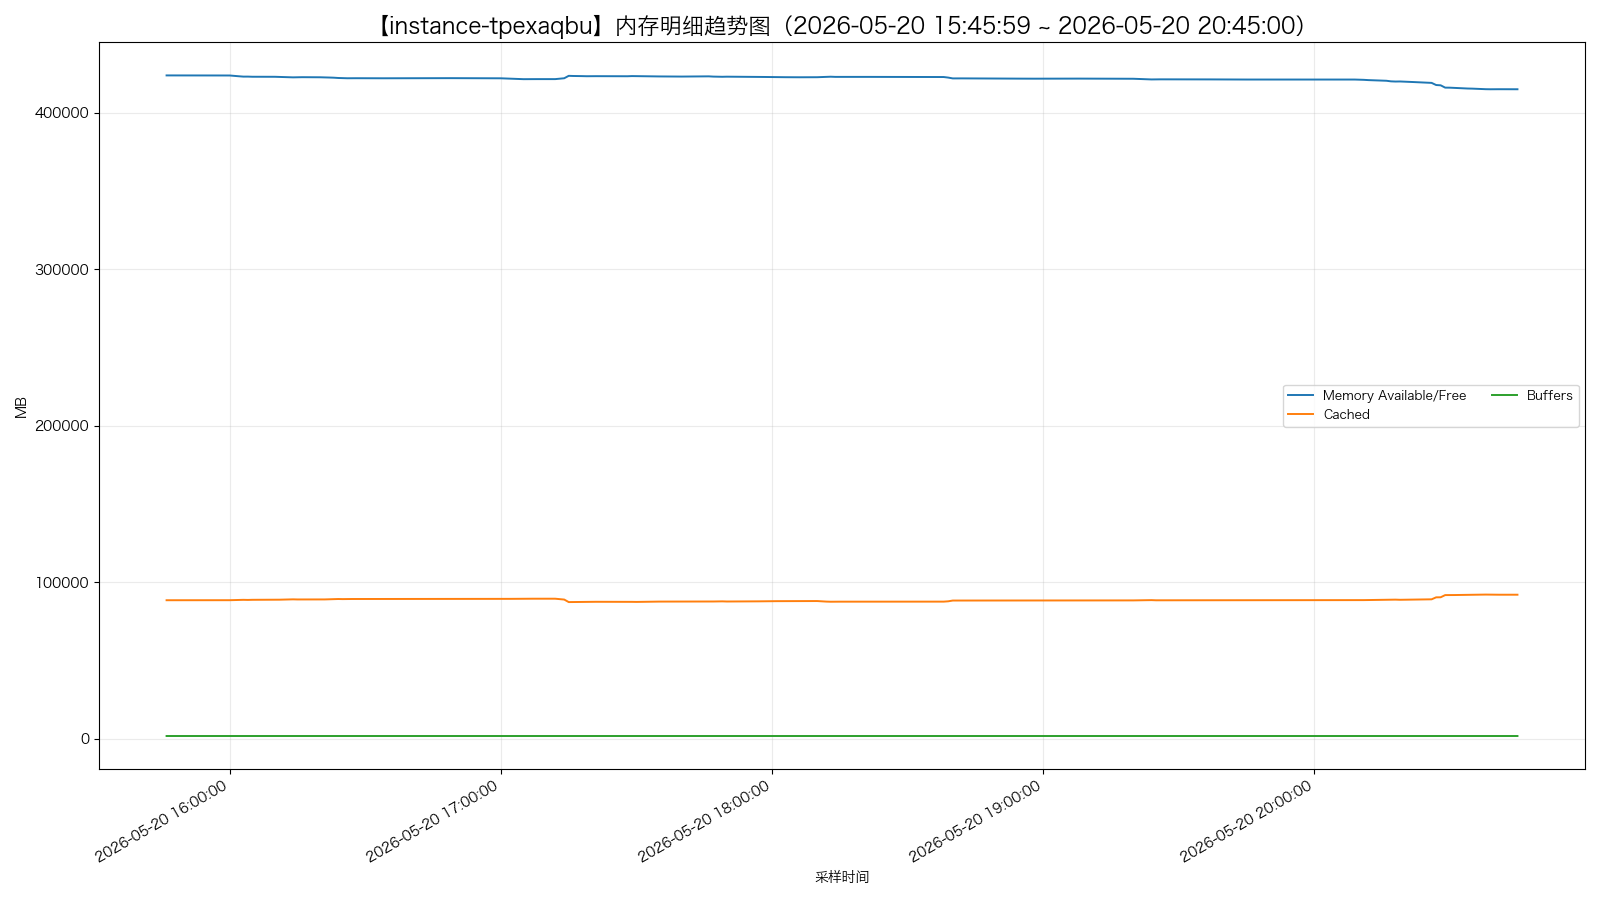 【instance-tpexaqbu】内存明细趋势图（2026-05-20 15:45:59 ~ 2026-05-20 20:45:00）
MB
400000
300000
200000
100000
0
Memory Available/Free
Cached
Buffers
2026-05-20 16:00:00
2026-05-20 17:00:00
2026-05-20 18:00:00
2026-05-20 19:00:00
2026-05-20 20:00:00
采样时间